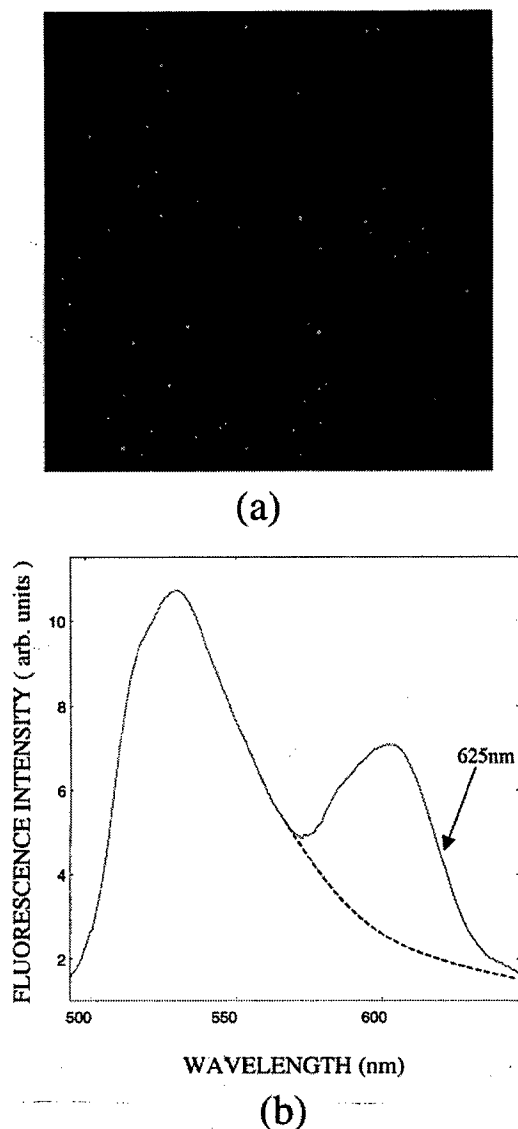 (a)
FLUORESCENCE INTENSITY ( arb. units )
10
8
6
4
2
625nm
500
550
600
WAVELENGTH (nm)
(b)